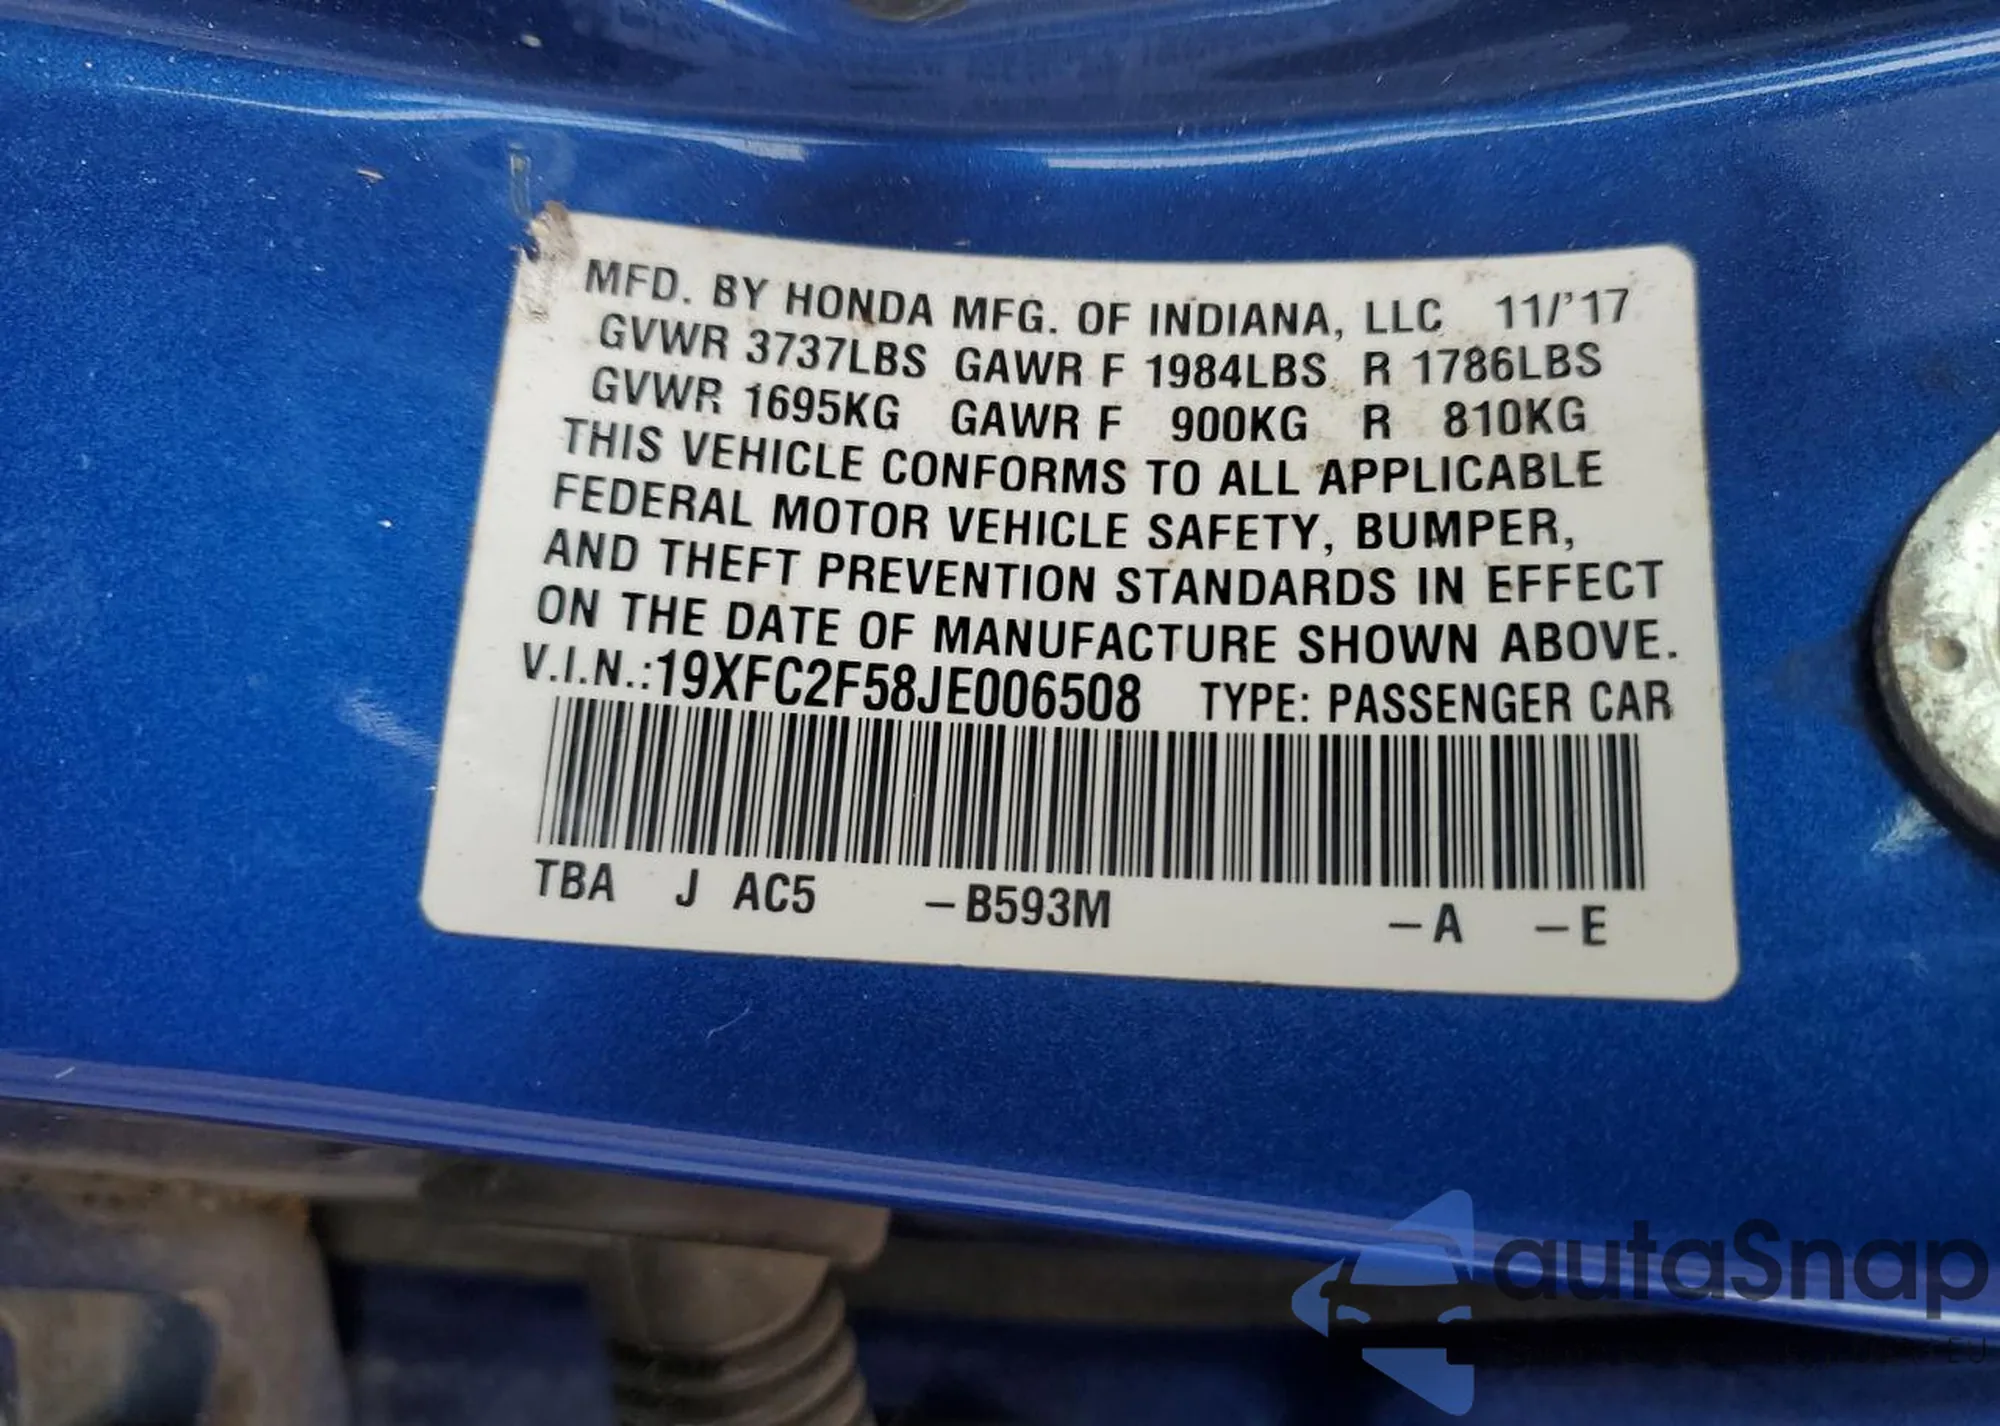 MFD. BY HONDA MFG. OF INDIANA, LLC 11/'17
GVWR 3737LBS GAWR F 1984LBS R 1786LBS
GVWR 1695KG GAWR F 900KG R 810KG
THIS VEHICLE CONFORMS TO ALL APPLICABLE
FEDERAL MOTOR VEHICLE SAFETY, BUMPER,
AND THEFT PREVENTION STANDARDS IN EFFECT
ON THE DATE OF MANUFACTURE SHOWN ABOVE.
V.I.N.:19XFC2F58JE006508 TYPE: PASSENGER CAR
TBA J AC5 –B593M –A –E
autaSnap